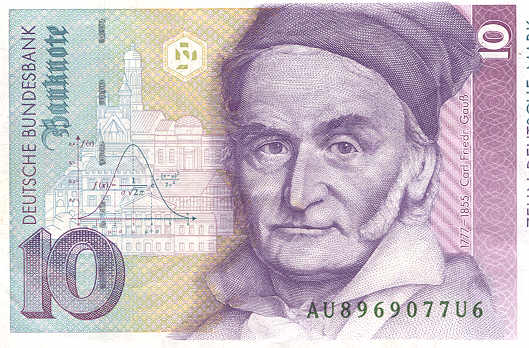 DEUTSCHE BUNDESBANK
Banknote
10
f(x)
1777–1855 Carl Friedr. Gauß
10
AU8969077U6